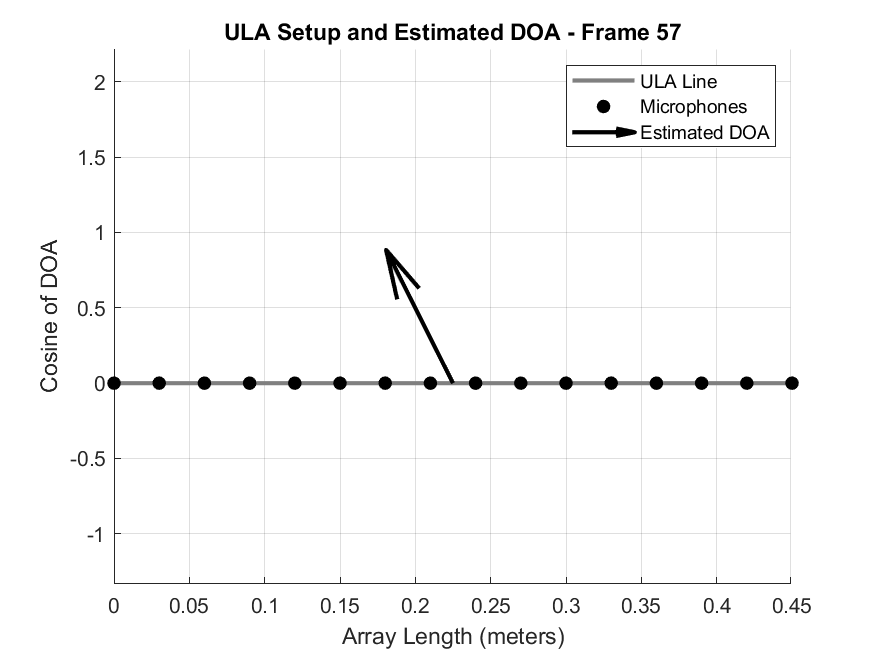 ULA Setup and Estimated DOA - Frame 57
ULA Line
Microphones
Estimated DOA
Cosine of DOA
2
1.5
1
0.5
0
-0.5
-1
0 0.05 0.1 0.15 0.2 0.25 0.3 0.35 0.4 0.45
Array Length (meters)